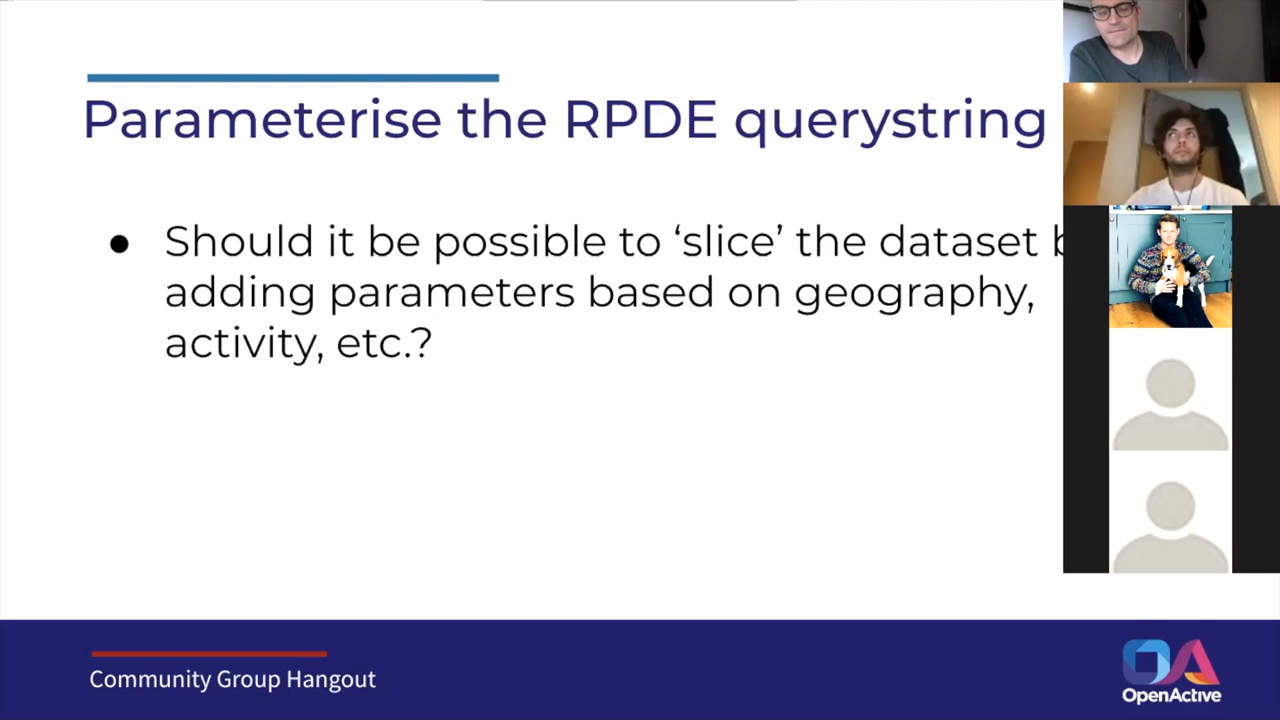 Parameterise the RPDE querystring
● Should it be possible to ‘slice’ the dataset
adding parameters based on geography,
activity, etc.?
Community Group Hangout
OA
OpenActive